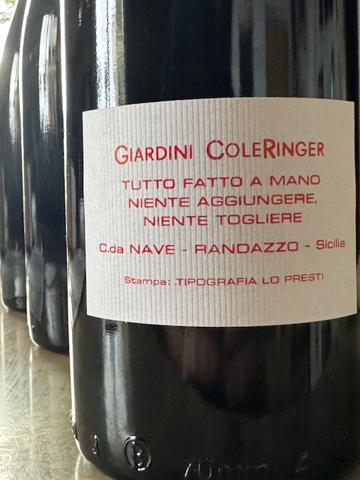 GIARDINI COLERINGER
TUTTO FATTO A MANO
NIENTE AGGIUNGERE,
NIENTE TOGLIERE
C.da NAVE - RANDAZZO - Sicilia
Stampa: TIPOGRAFIA LO PRESTI